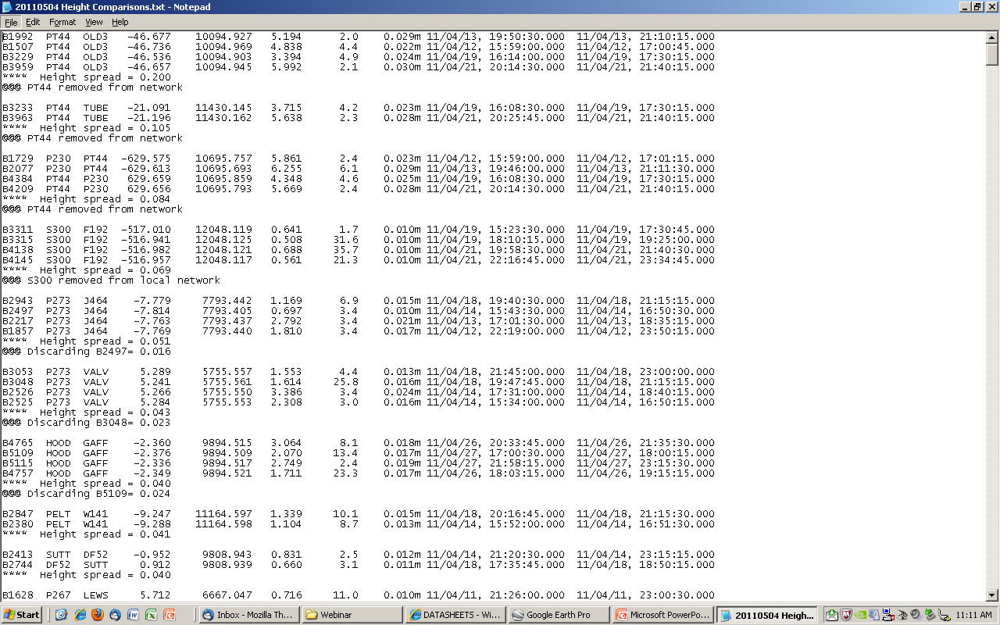 20110504 Height Comparisons.txt - Notepad
File Edit Format View Help
B1992 PT44 OLD3 -46.677 10094.927 5.194 2.0 0.029m 11/04/13, 19:50:30.000 11/04/13, 21:10:15.000
B1507 PT44 OLD3 -46.736 10094.969 4.838 4.4 0.022m 11/04/12, 15:59:00.000 11/04/12, 17:00:45.000
B3229 PT44 OLD3 -46.536 10094.903 3.394 4.9 0.024m 11/04/19, 16:14:00.000 11/04/19, 17:30:15.000
B3959 PT44 OLD3 -46.657 10094.945 5.992 2.1 0.030m 11/04/21, 20:14:30.000 11/04/21, 21:40:15.000
**** Height spread = 0.200
@@@ PT44 removed from network
B3233 PT44 TUBE -21.091 11430.145 3.715 4.2 0.023m 11/04/19, 16:08:30.000 11/04/19, 17:30:15.000
B3963 PT44 TUBE -21.196 11430.162 5.638 2.3 0.028m 11/04/21, 20:25:45.000 11/04/21, 21:40:15.000
**** Height spread = 0.105
@@@ PT44 removed from network
B1729 P230 PT44 -629.575 10695.757 5.861 2.4 0.023m 11/04/12, 15:59:00.000 11/04/12, 17:01:15.000
B2077 P230 PT44 -629.613 10695.693 6.255 6.1 0.029m 11/04/13, 19:46:00.000 11/04/13, 21:11:30.000
B4384 PT44 P230 629.659 10695.859 4.348 4.6 0.025m 11/04/19, 16:08:30.000 11/04/19, 17:30:15.000
B4209 PT44 P230 629.656 10695.793 5.669 2.4 0.028m 11/04/21, 20:14:30.000 11/04/21, 21:40:15.000
**** Height spread = 0.084
@@@ PT44 removed from network
B3311 S300 F192 -517.010 12048.119 0.641 1.7 0.010m 11/04/19, 15:23:30.000 11/04/19, 17:30:45.000
B3315 S300 F192 -516.941 12048.125 0.508 31.6 0.010m 11/04/19, 18:10:15.000 11/04/19, 19:25:00.000
B4138 S300 F192 -516.982 12048.121 0.688 35.7 0.010m 11/04/21, 19:58:30.000 11/04/21, 21:40:30.000
B4145 S300 F192 -516.957 12048.117 0.561 21.3 0.010m 11/04/21, 22:16:45.000 11/04/21, 23:34:45.000
**** Height spread = 0.069
@@@ S300 removed from local network
B2943 P273 J464 -7.779 7793.442 1.169 6.9 0.015m 11/04/18, 19:40:30.000 11/04/18, 21:15:15.000
B2497 P273 J464 -7.814 7793.405 0.697 3.4 0.010m 11/04/14, 15:43:30.000 11/04/14, 16:50:30.000
B2217 P273 J464 -7.763 7793.437 2.792 3.4 0.021m 11/04/13, 17:01:30.000 11/04/13, 18:35:15.000
B1857 P273 J464 -7.769 7793.440 1.810 3.4 0.017m 11/04/12, 22:19:00.000 11/04/12, 23:50:15.000
**** Height spread = 0.051
@@@ Discarding B2497= 0.016
B3053 P273 VALV 5.289 5755.557 1.553 4.4 0.013m 11/04/18, 21:45:00.000 11/04/18, 23:00:00.000
B3048 P273 VALV 5.241 5755.561 1.614 25.8 0.016m 11/04/18, 19:47:45.000 11/04/18, 21:15:15.000
B2526 P273 VALV 5.266 5755.550 3.386 3.4 0.024m 11/04/14, 17:31:00.000 11/04/14, 18:40:15.000
B2525 P273 VALV 5.284 5755.553 2.308 3.0 0.016m 11/04/14, 15:34:00.000 11/04/14, 16:50:15.000
**** Height spread = 0.043
@@@ Discarding B3048= 0.023
B4765 HOOD GAFF -2.360 9894.515 3.064 8.1 0.018m 11/04/26, 20:33:45.000 11/04/26, 21:35:30.000
B5109 HOOD GAFF -2.376 9894.509 2.070 13.4 0.017m 11/04/27, 17:00:30.000 11/04/27, 18:00:15.000
B5115 HOOD GAFF -2.336 9894.517 2.749 2.4 0.019m 11/04/27, 21:58:15.000 11/04/27, 23:15:30.000
B4757 HOOD GAFF -2.349 9894.521 1.711 23.3 0.017m 11/04/26, 18:03:15.000 11/04/26, 19:15:15.000
**** Height spread = 0.040
@@@ Discarding B5109= 0.024
B2847 PELT W141 -9.247 11164.597 1.339 10.1 0.015m 11/04/18, 20:16:45.000 11/04/18, 21:15:30.000
B2380 PELT W141 -9.288 11164.598 1.104 8.7 0.013m 11/04/14, 15:52:00.000 11/04/14, 16:51:30.000
**** Height spread = 0.041
B2413 SUTT DF52 -0.952 9808.943 0.831 2.5 0.012m 11/04/14, 21:20:30.000 11/04/14, 23:15:15.000
B2744 DF52 SUTT 0.912 9808.939 0.660 3.1 0.011m 11/04/18, 17:35:45.000 11/04/18, 18:50:15.000
**** Height spread = 0.040
B1628 P267 LEWS 5.712 6667.047 0.716 11.0 0.010m 11/04/11, 21:26:00.000 11/04/11, 23:00:30.000
Start Inbox - Mozilla Th... Webinar DATASHEETS - Wi... Google Earth Pro Microsoft PowerPo... 20110504 Heigh... 11:11 AM